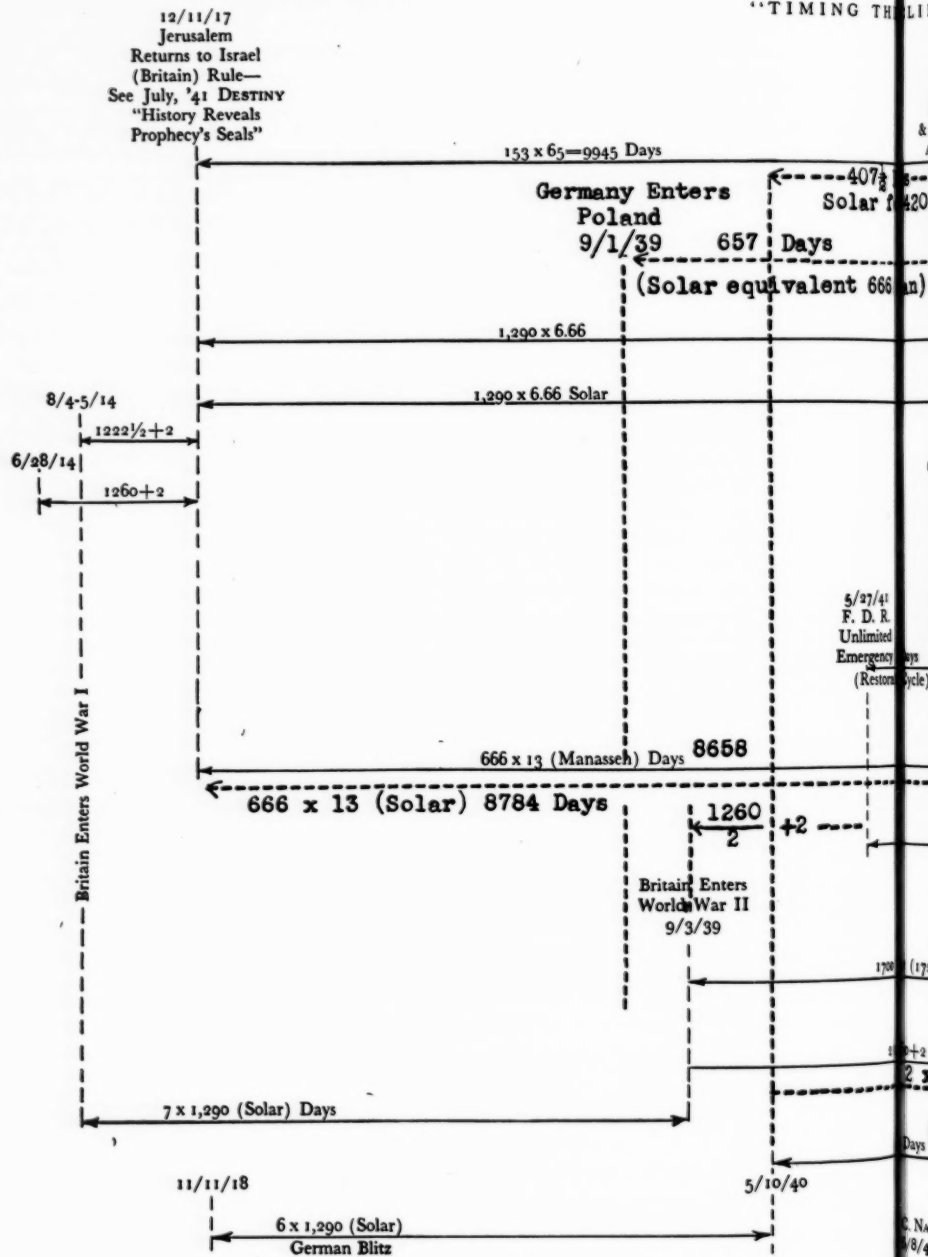 "TIMING TH
12/11/17
Jerusalem
Returns to Israel
(Britain) Rule—
See July, '41 DESTINY
"History Reveals
Prophecy's Seals"
&
153 x 65=9945 Days
407½
Solar
Germany Enters
Poland
9/1/39
657 Days
(Solar equivalent 666
1,290 x 6.66
8/4-5/14
1,290 x 6.66 Solar
1222½+2
6/28/14
1260+2
5/27/41
F. D. R.
Unlimited
Emergency
Britain Enters World War I
666 x 13 (Manasseh) Days 8658
666 x 13 (Solar) 8784 Days
1260
2
+2
Britain Enters
World War II
9/3/39
7 x 1,290 (Solar) Days
Days
11/11/18
5/10/40
6 x 1,290 (Solar)
German Blitz